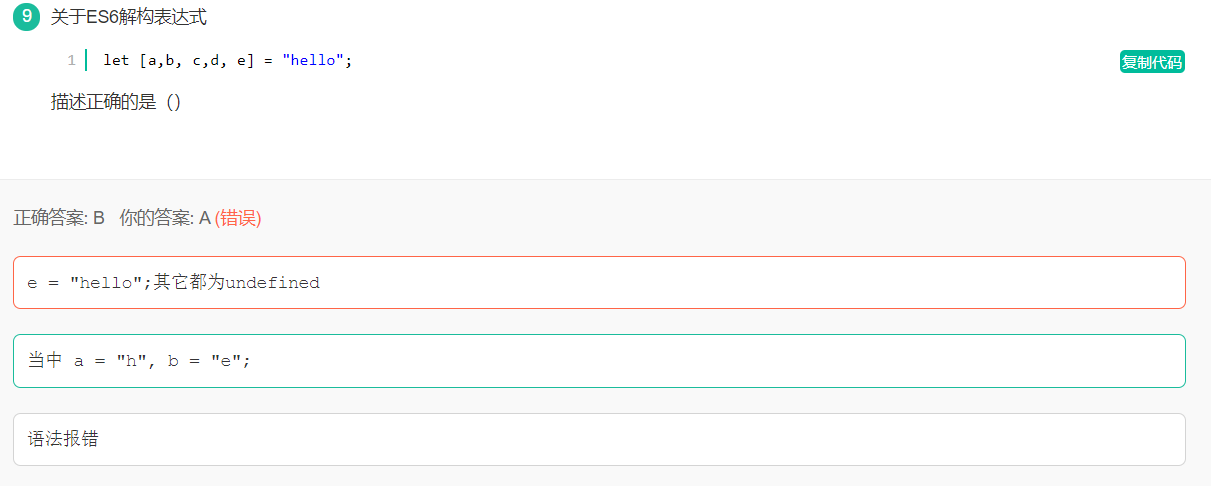 9 关于ES6解构表达式
1 let [a,b, c,d, e] = "hello";
复制代码
描述正确的是（）
正确答案: B 你的答案: A (错误)
e = "hello";其它都为undefined
当中 a = "h", b = "e";
语法报错